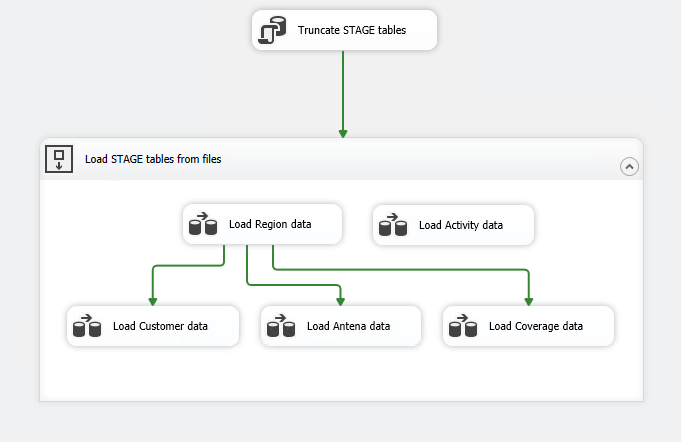 Truncate STAGE tables
Load STAGE tables from files
Load Region data
Load Activity data
Load Customer data
Load Antena data
Load Coverage data